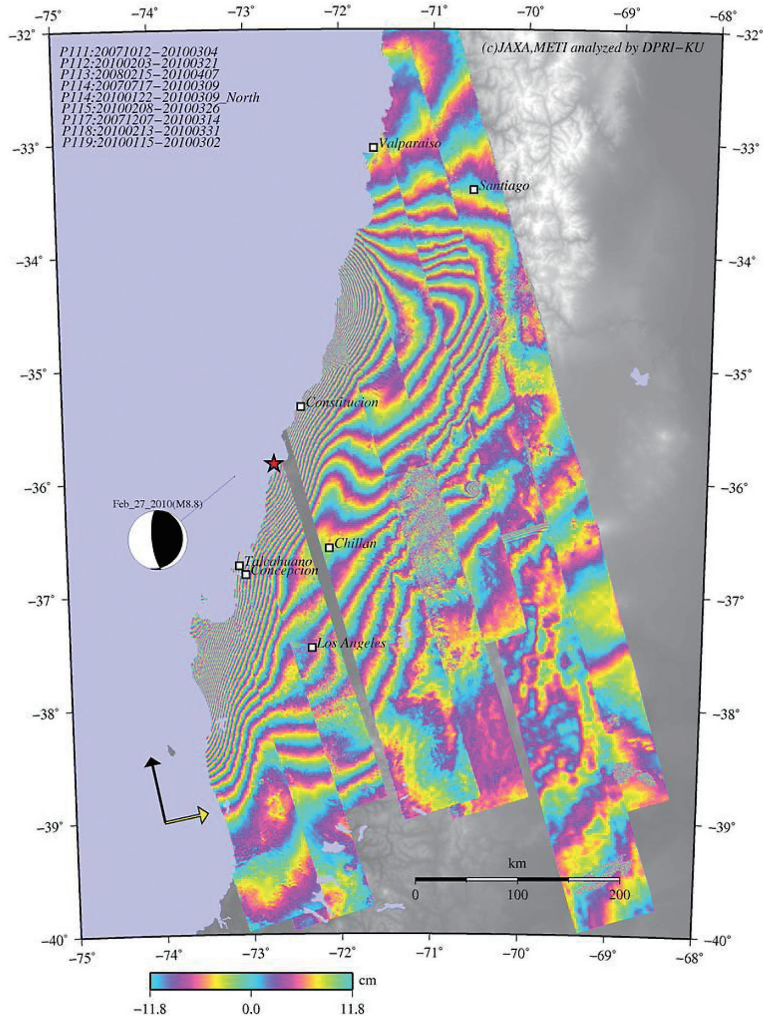 −75° −74° −73° −72° −71° −70° −69° −68°
−32° −32°
(c)JAXA,METI analyzed by DPRI−KU
P111:20071012−20100304
P112:20100203−20100321
P113:20080215−20100407
P114:20070717−20100309
P114:20100122−20100309_North
P115:20100208−20100326
P117:20071207−20100314
P118:20100213−20100331
P119:20100115−20100302
−33° −33°
Valparaiso
Santiago
−34° −34°
−35° −35°
Constitucion
−36° −36°
Feb_27_2010(M8.8)
Chillan
Talcahuano
Concepcion
−37° −37°
Los Angeles
−38° −38°
−39° −39°
km
0 100 200
−40° −40°
−75° −74° −73° −72° −71° −70° −69° −68°
cm
−11.8 0.0 11.8